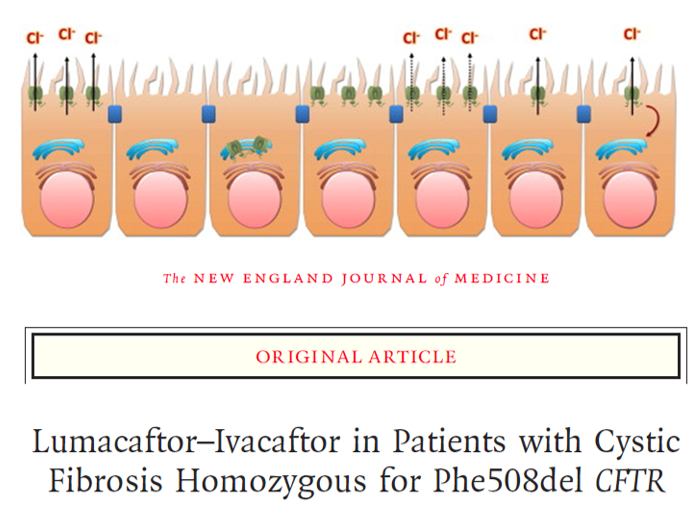 Cl- Cl- Cl- Cl- Cl- Cl- Cl- Cl-
The NEW ENGLAND JOURNAL of MEDICINE
ORIGINAL ARTICLE
Lumacaftor–Ivacaftor in Patients with Cystic
Fibrosis Homozygous for Phe508del CFTR